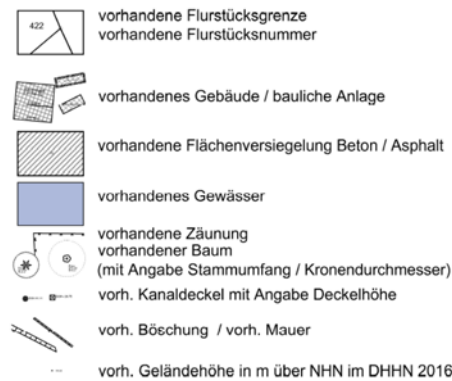 422
vorhandene Flurstücksgrenze
vorhandene Flurstücksnummer
vorhandenes Gebäude / bauliche Anlage
vorhandene Flächenversiegelung Beton / Asphalt
vorhandenes Gewässer
vorhandene Zäunung
vorhandener Baum
(mit Angabe Stammumfang / Kronendurchmesser)
vorh. Kanaldeckel mit Angabe Deckelhöhe
vorh. Böschung / vorh. Mauer
vorh. Geländehöhe in m über NHN im DHHN 2016